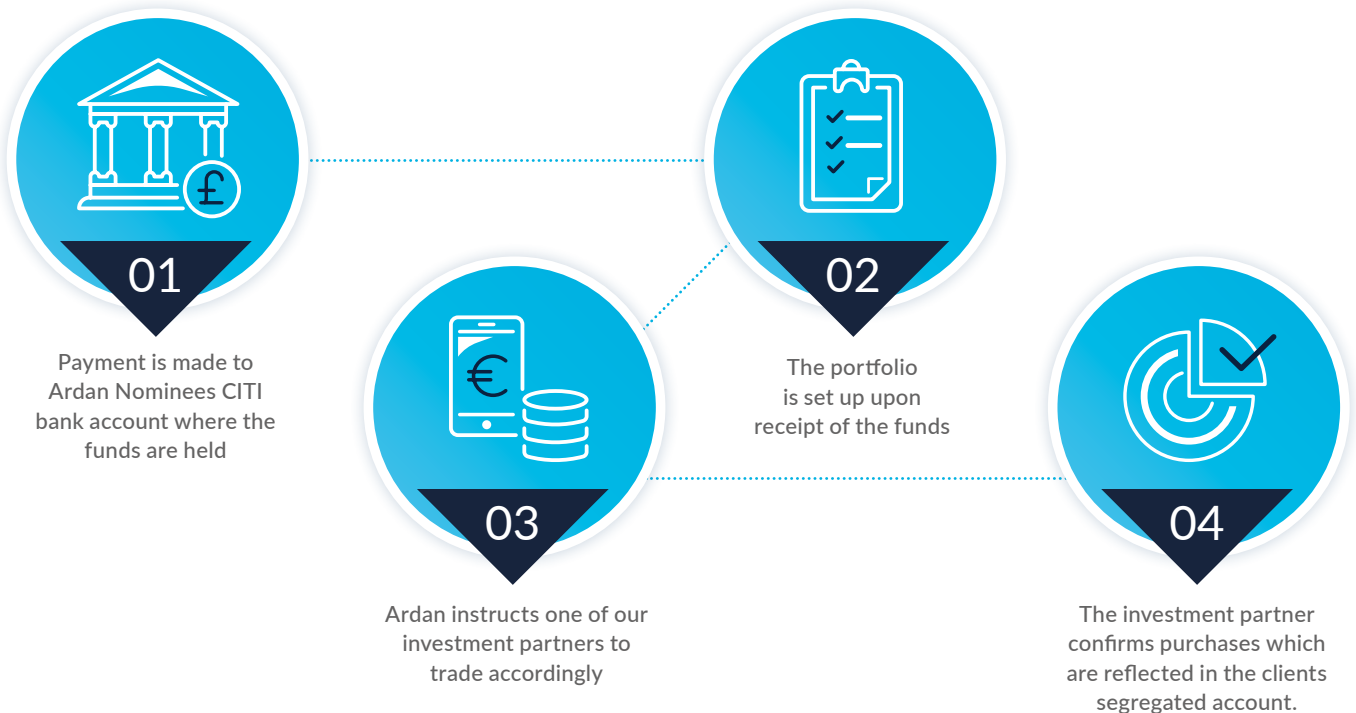 01
Payment is made to
Ardan Nominees CITI
bank account where the
funds are held
02
The portfolio
is set up upon
receipt of the funds
03
Ardan instructs one of our
investment partners to
trade accordingly
04
The investment partner
confirms purchases which
are reflected in the clients
segregated account.
£
€